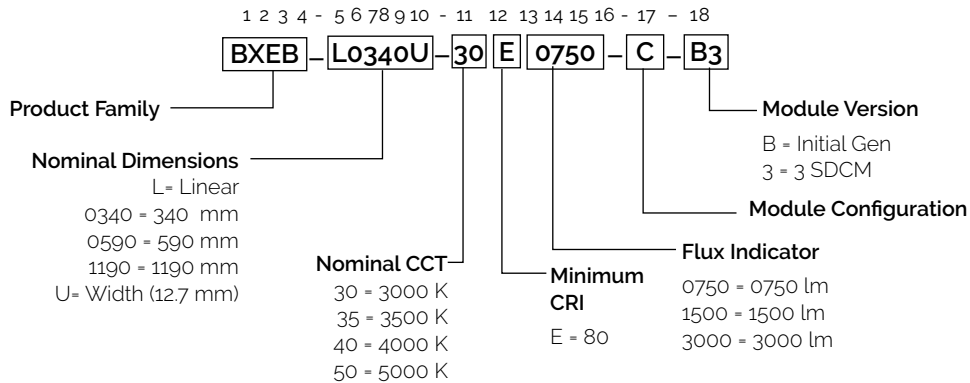 1 2 3 4 - 5 6 78 9 10 - 11 12 13 14 15 16 - 17 - 18
BXEB – L0340U – 30 E 0750 – C – B3
Product Family
Module Version
B = Initial Gen
3 = 3 SDCM
Nominal Dimensions
L= Linear
0340 = 340 mm
0590 = 590 mm
1190 = 1190 mm
U= Width (12.7 mm)
Module Configuration
Nominal CCT
30 = 3000 K
35 = 3500 K
40 = 4000 K
50 = 5000 K
Minimum
CRI
E = 80
Flux Indicator
0750 = 0750 lm
1500 = 1500 lm
3000 = 3000 lm